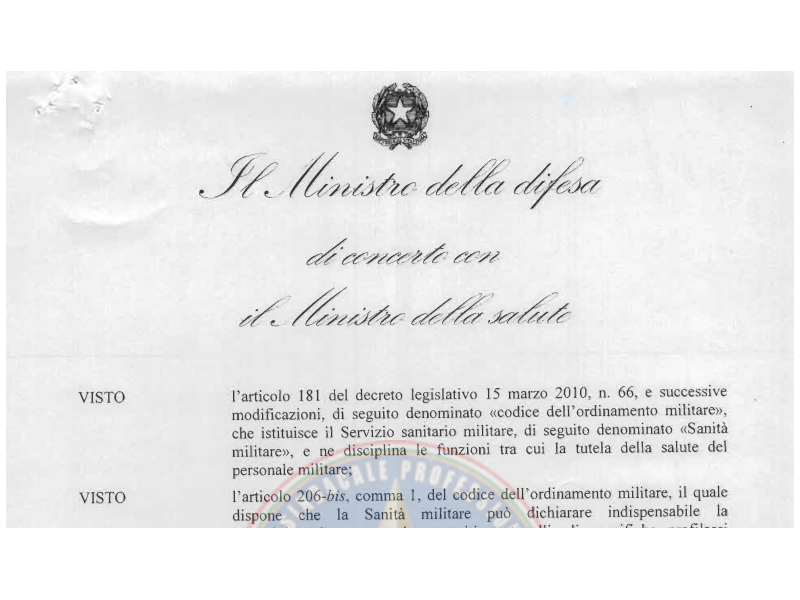 Il Ministro della difesa
di concerto con
il Ministro della salute
VISTO l'articolo 181 del decreto legislativo 15 marzo 2010, n. 66, e successive
modificazioni, di seguito denominato «codice dell'ordinamento militare»,
che istituisce il Servizio sanitario militare, di seguito denominato «Sanità
militare», e ne disciplina le funzioni tra cui la tutela della salute del
personale militare;
VISTO l'articolo 206-bis, comma 1, del codice dell'ordinamento militare, il quale
dispone che la Sanità militare può dichiarare indispensabile la
SINDACALE PROFESS